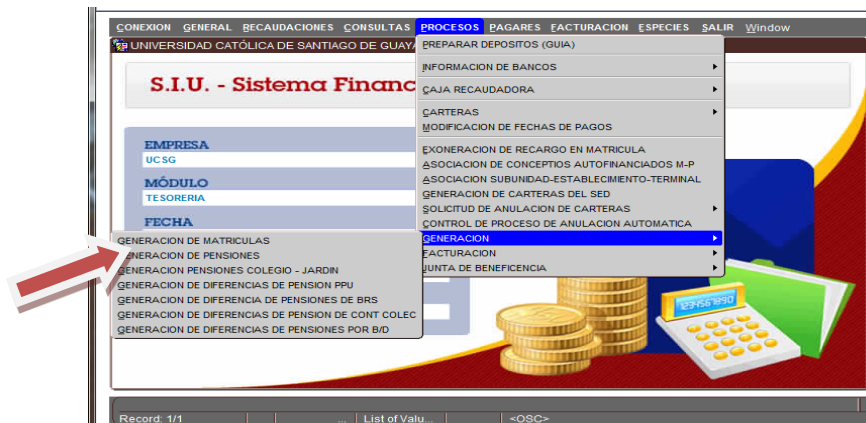 CONEXION GENERAL RECAUDACIONES CONSULTAS PROCESOS PAGARES FACTURACION ESPECIES SALIR Window
UNIVERSIDAD CATÓLICA DE SANTIAGO DE GUAYA
S.I.U. - Sistema Financ
EMPRESA
UCSG
MÓDULO
TESORERIA
FECHA
PREPARAR DEPOSITOS (GUIA)
INFORMACION DE BANCOS
CAJA RECAUDADORA
CARTERAS
MODIFICACION DE FECHAS DE PAGOS
EXONERACION DE RECARGO EN MATRICULA
ASOCIACION DE CONCEPTIOS AUTOFINANCIADOS M-P
ASOCIACION SUBUNIDAD-ESTABLECIMIENTO-TERMINAL
GENERACION DE CARTERAS DEL SED
SOLICITUD DE ANULACION DE CARTERAS
CONTROL DE PROCESO DE ANULACION AUTOMATICA
GENERACION
FACTURACION
JUNTA DE BENEFICENCIA
GENERACION DE MATRICULAS
GENERACION DE PENSIONES
GENERACION PENSIONES COLEGIO - JARDIN
GENERACION DE DIFERENCIAS DE PENSION PPU
GENERACION DE DIFERENCIA DE PENSIONES DE BRS
GENERACION DE DIFERENCIAS DE PENSION DE CONT COLEC
GENERACION DE DIFERENCIAS DE PENSIONES POR B/D
Record: 1/1 ... List of Valu... <OSC>